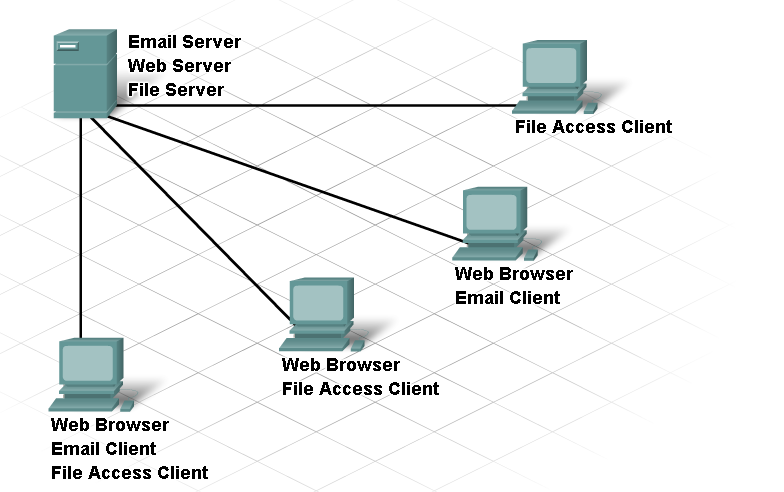 Email Server
Web Server
File Server
File Access Client
Web Browser
Email Client
Web Browser
File Access Client
Web Browser
Email Client
File Access Client